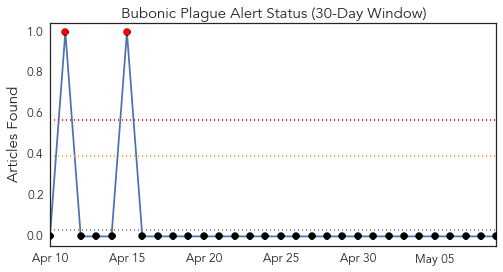 Bubonic Plague Alert Status (30-Day Window)
Articles Found
1.0
0.8
0.6
0.4
0.2
0.0
Apr 10 Apr 15 Apr 20 Apr 25 Apr 30 May 05